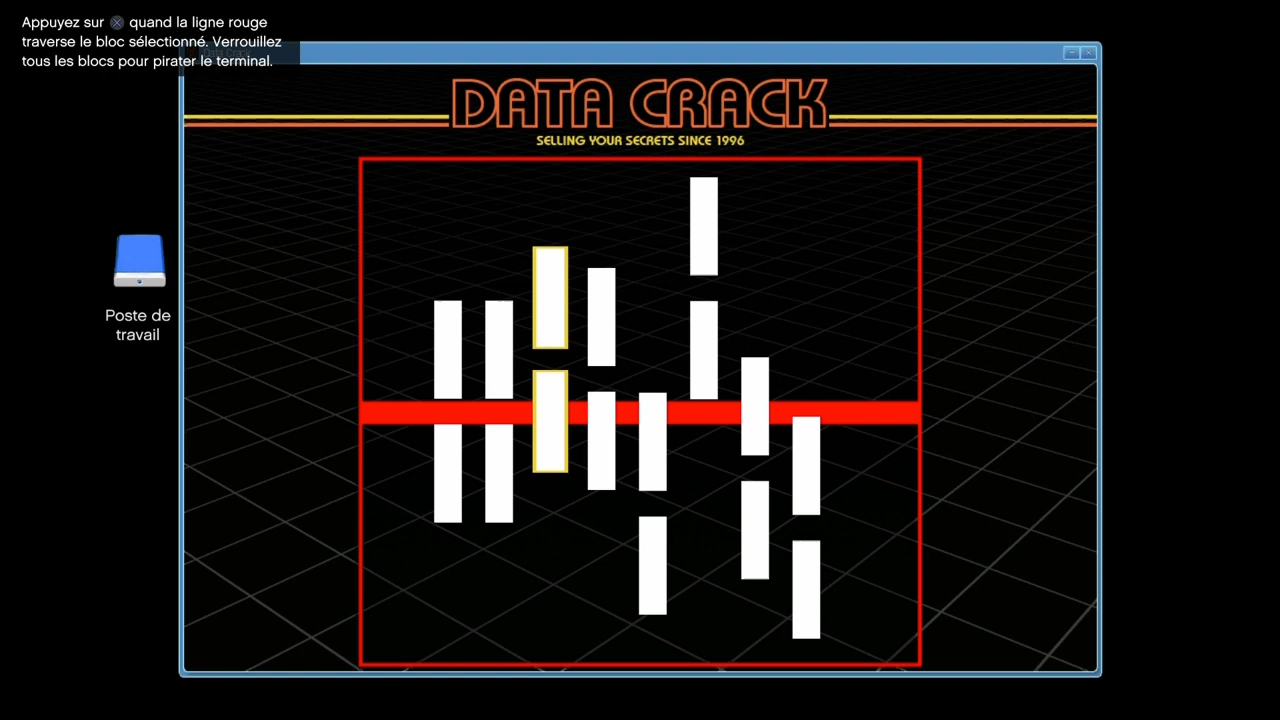 Appuyez sur ⓧ quand la ligne rouge
traverse le bloc sélectionné. Verrouillez
tous les blocs pour pirater le terminal.
DATA CRACK
SELLING YOUR SECRETS SINCE 1996
Poste de
travail